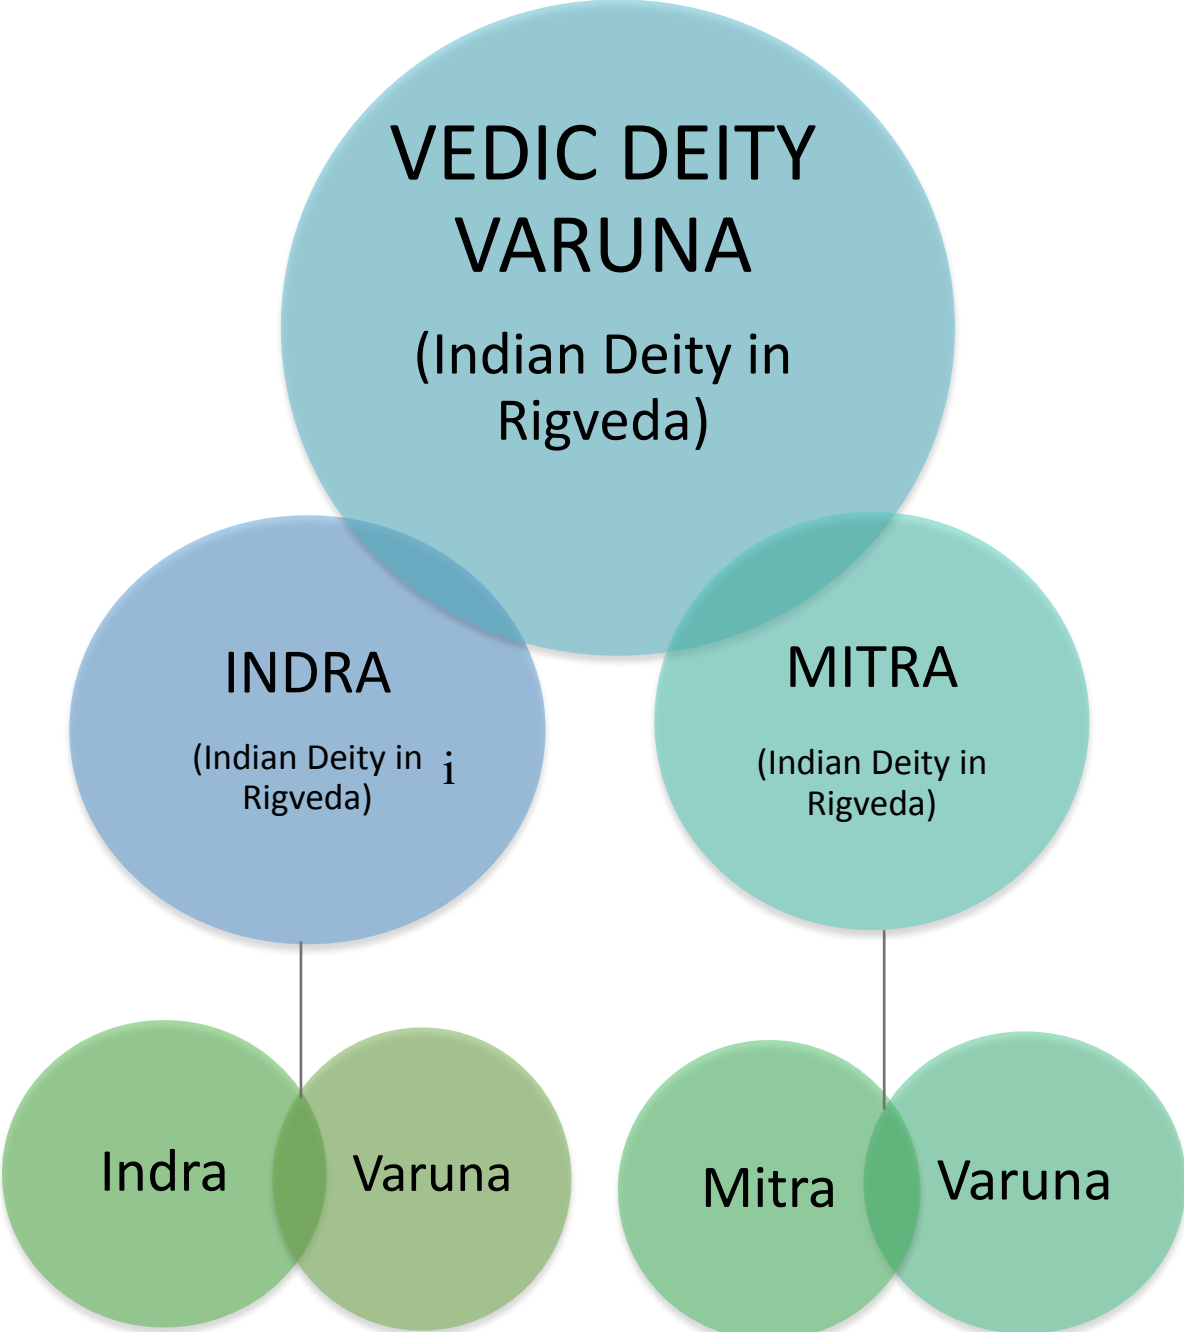 VEDIC DEITY
VARUNA
(Indian Deity in
Rigveda)
INDRA
(Indian Deity in i
Rigveda)
MITRA
(Indian Deity in
Rigveda)
Indra
Varuna
Mitra
Varuna